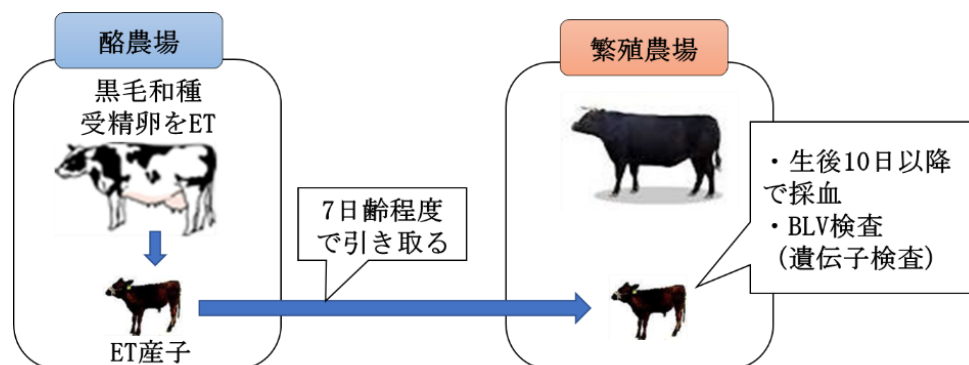 酪農場
黒毛和種
受精卵をET
ET産子
7日齢程度
で引き取る
繁殖農場
・生後10日以降
で採血
・BLV検査
(遺伝子検査)